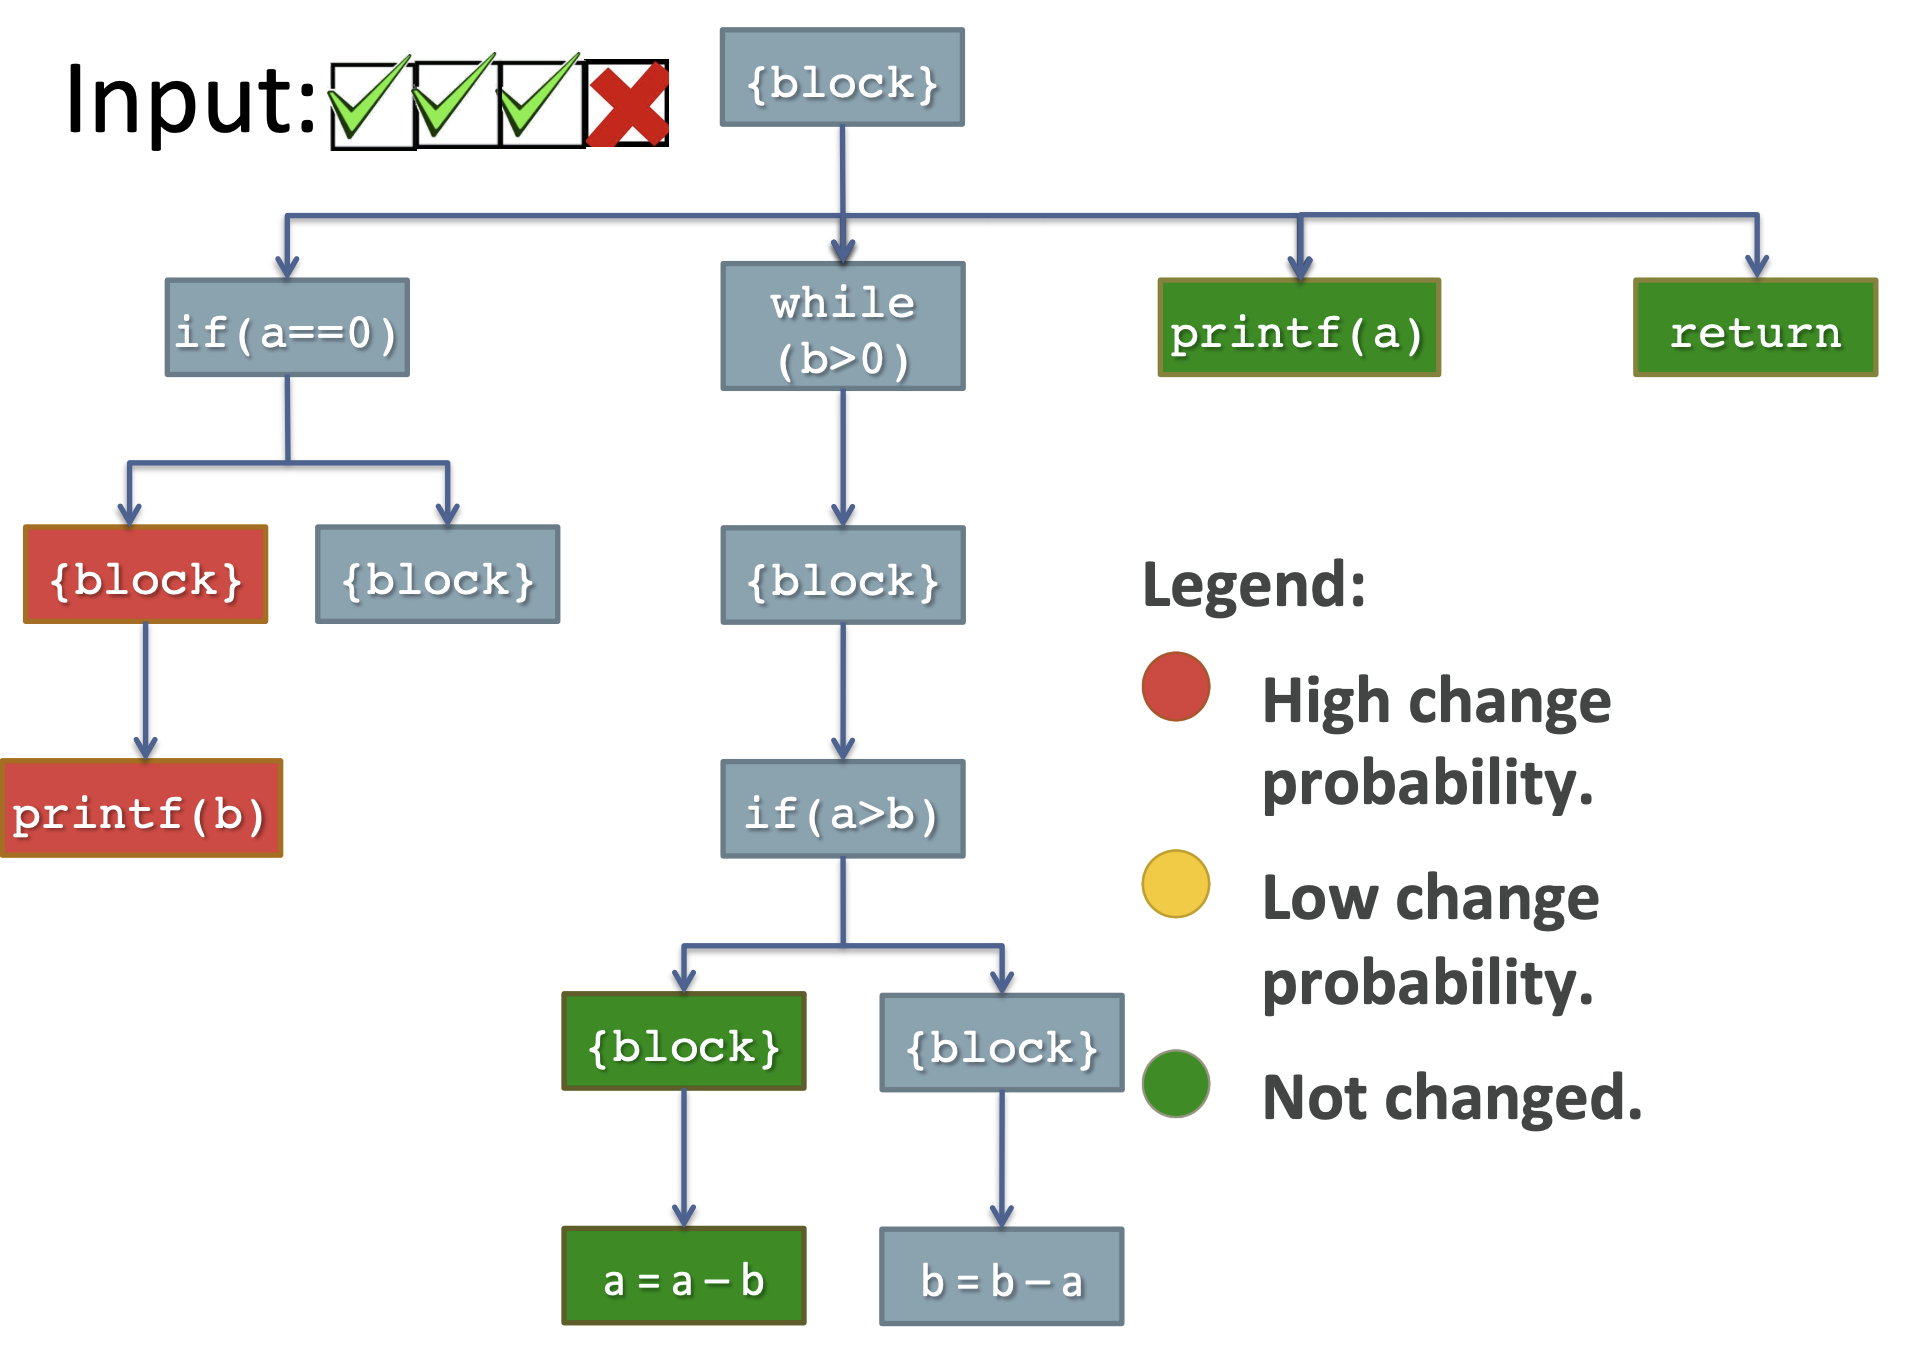 Input:
{block}
if(a==0)
while
(b>0)
printf(a)
return
{block}
{block}
{block}
printf(b)
if(a>b)
{block}
{block}
a = a – b
b = b – a
Legend:
High change
probability.
Low change
probability.
Not changed.